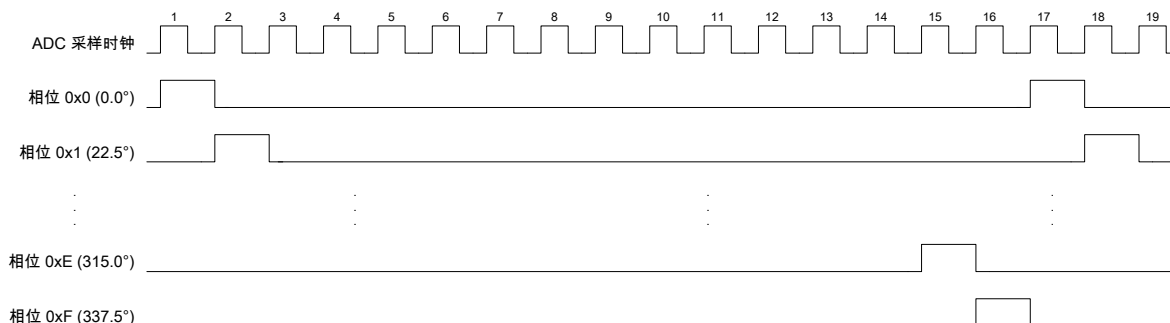 1 2 3 4 5 6 7 8 9 10 11 12 13 14 15 16 17 18 19
ADC 采样时钟
相位 0x0 (0.0°)
相位 0x1 (22.5°)
相位 0xE (315.0°)
相位 0xF (337.5°)